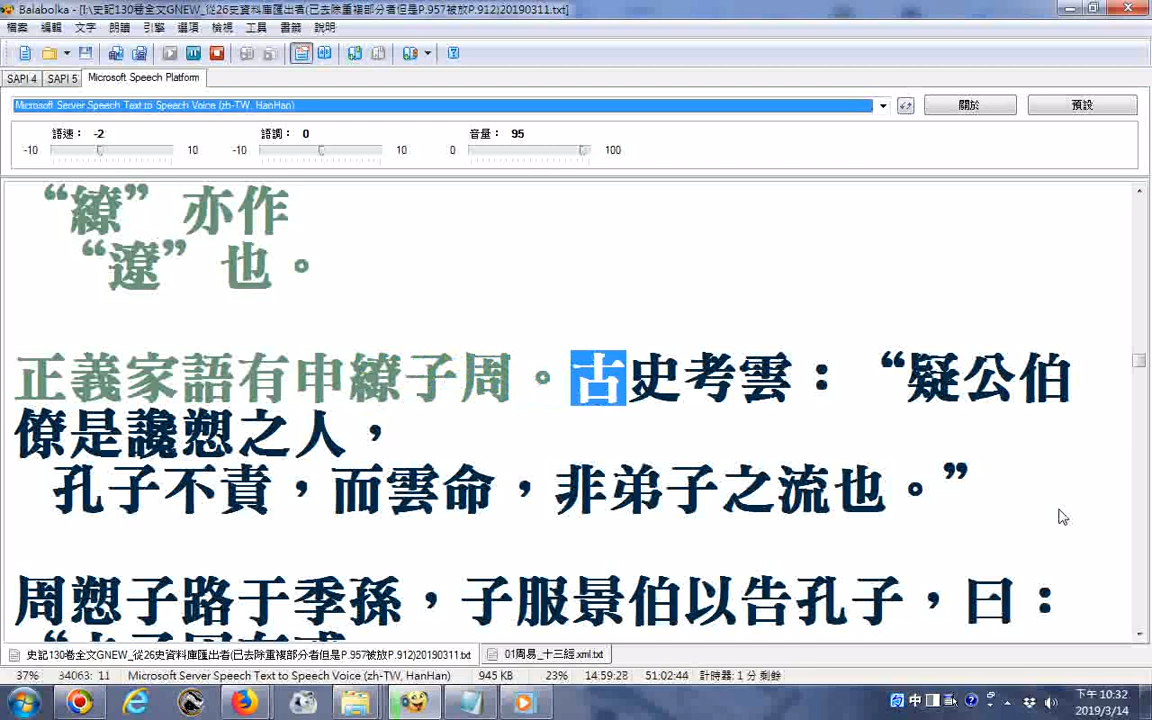 Balabolka - [I:\史記130卷全文GNEW_從26史資料庫匯出者(已去除重複部分者但是P.957被放P.912)20190311.txt]
檔案 編輯 文字 朗讀 引擎 選項 檢視 工具 書籤 說明
SAPI 4 SAPI 5 Microsoft Speech Platform
Microsoft Server Speech Text to Speech Voice (zh-TW, HanHan) 關於 預設
語速： -2 語調： 0 音量： 95
-10 10 -10 10 0 100
“繚”亦作
“遼”也。
正義家語有申繚子周。古史考雲：“疑公伯
僚是讒愬之人，
孔子不責，而雲命，非弟子之流也。”
周愬子路于季孫，子服景伯以告孔子，曰：
史記130卷全文GNEW_從26史資料庫匯出者(已去除重複部分者但是P.957被放P.912)20190311.txt 01周易_十三經.xml.txt
37% 34063: 11 Microsoft Server Speech Text to Speech Voice (zh-TW, HanHan) 945 KB 23% 14:59:28 51:02:44 計時器: 1 分 剩餘
中
下午 10:32
2019/3/14